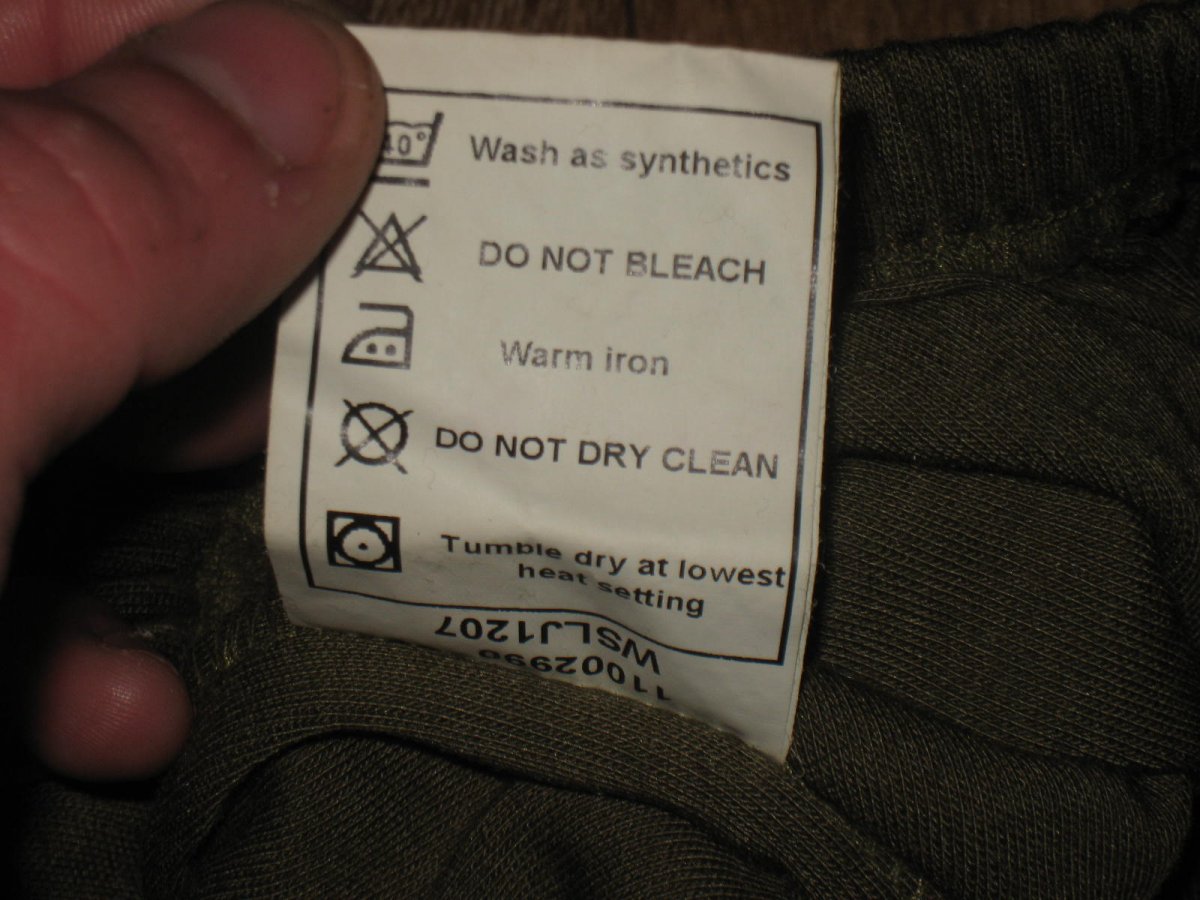 40°
Wash as synthetics
DO NOT BLEACH
Warm iron
DO NOT DRY CLEAN
Tumble dry at lowest
heat setting
WSLJ1207